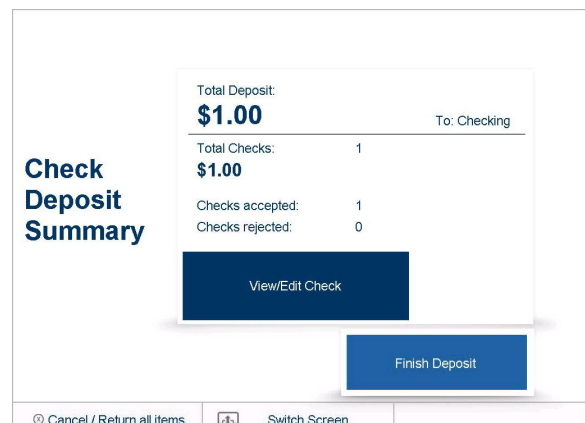 Check
Deposit
Summary
Total Deposit:
$1.00
To: Checking
Total Checks: 1
$1.00
Checks accepted: 1
Checks rejected: 0
View/Edit Check
Finish Deposit
Cancel / Return all items
Switch Screen